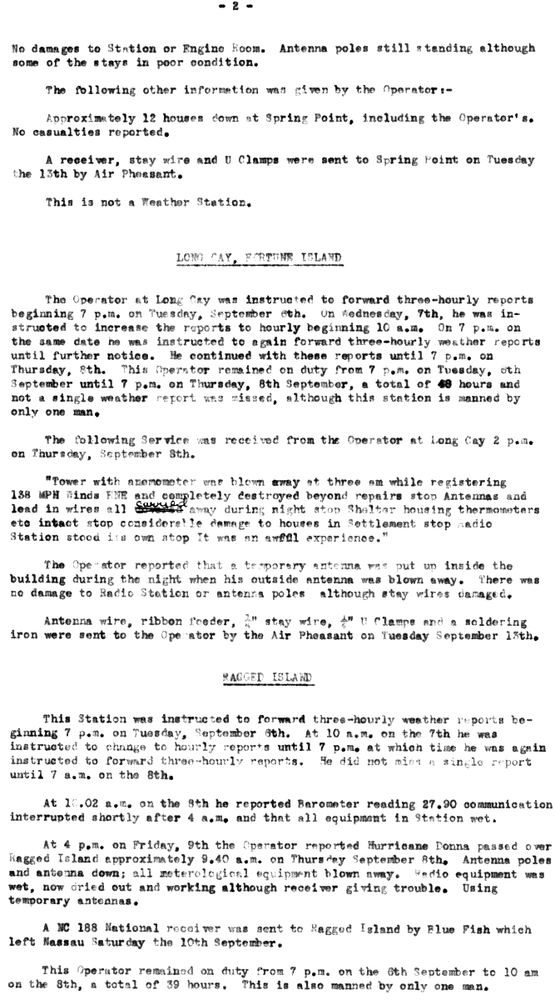 - 2 -
No damages to Station or Engine Room. Antenna poles still standing although
some of the stays in poor condition.
The following other information was given by the Operator:-
Approximately 12 houses down at Spring Point, including the Operator's.
No casualties reported.
A receiver, stay wire and U Clamps were sent to Spring Point on Tuesday
the 13th by Air Pheasant.
This is not a Weather Station.
LONG CAY, FORTUNE ISLAND
The Operator at Long Cay was instructed to forward three-hourly reports
beginning 7 p.m. on Tuesday, September 6th. On Wednesday, 7th, he was in-
structed to increase the reports to hourly beginning 10 a.m. On 7 p.m. on
the same date he was instructed to again forward three-hourly weather reports
until further notice. He continued with these reports until 7 p.m. on
Thursday, 8th. This Operator remained on duty from 7 p.m. on Tuesday, 6th
September until 7 p.m. on Thursday, 8th September, a total of 48 hours and
not a single weather report was missed, although this station is manned by
only one man.
The following Service was received from the Operator at Long Cay 2 p.m.
on Thursday, September 8th.
"Tower with anemometer was blown away at three am while registering
138 MPH Winds ENE and completely destroyed beyond repairs stop Antennas and
lead in wires all carried away during night stop Shelter housing thermometers
etc intact stop considerable damage to houses in Settlement stop Radio
Station stood its own stop It was an awful experience."
The Operator reported that a temporary antenna was put up inside the
building during the night when his outside antenna was blown away. There was
no damage to Radio Station or antenna poles although stay wires damaged.
Antenna wire, ribbon feeder, ¼" stay wire, ¼" U Clamps and a soldering
iron were sent to the Operator by the Air Pheasant on Tuesday September 13th.
RAGGED ISLAND
This Station was instructed to forward three-hourly weather reports be-
ginning 7 p.m. on Tuesday, September 6th. At 10 a.m. on the 7th he was
instructed to change to hourly reports until 7 p.m. at which time he was again
instructed to forward three-hourly reports. He did not miss a single report
until 7 a.m. on the 8th.
At a.m. on the 8th he reported Barometer reading 27.90 communication
interrupted shortly after 4 a.m. and that all equipment in Station wet.
At 4 p.m. on Friday, 9th the Operator reported Hurricane Donna passed over
Ragged Island approximately 9.40 a.m. on Thursday September 8th. Antenna poles
and antenna down; all meterological equipment blown away. Radio equipment was
wet, now dried out and working although receiver giving trouble. Using
temporary antennas.
A NC 188 National receiver was sent to Ragged Island by Blue Fish which
left Nassau Saturday the 10th September.
This Operator remained on duty from 7 p.m. on the 6th September to 10 am
on the 8th, a total of 39 hours. This is also manned by only one man.